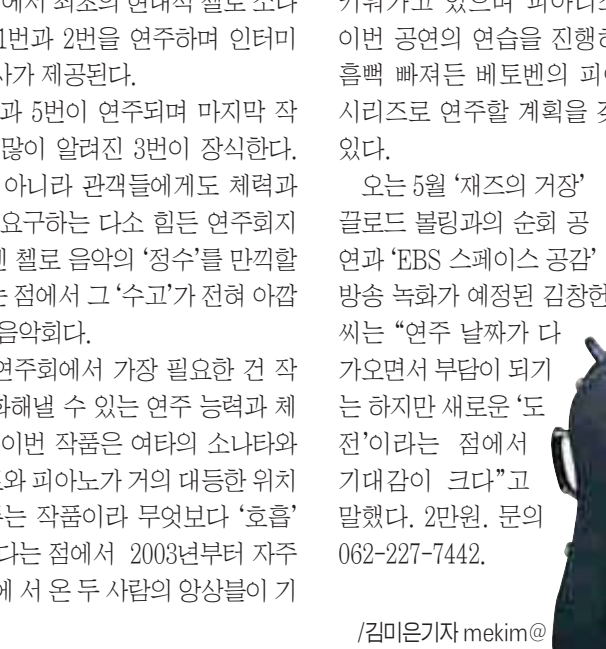 에서 최초의 현대적 첼로 소나
1번과 2번을 연주하며 인터미
사가 제공된다.
과 5번이 연주되며 마지막 작
많이 알려진 3번이 장식한다.
아니라 관객들에게도 체력과
요구하는 다소 힘든 연주회지
첼로 음악의 ‘정수’를 만끽할
는 점에서 그 ‘수고’가 전혀 아깝
음악회다.
연주회에서 가장 필요한 건 작
화해낼 수 있는 연주 능력과 체
이번 작품은 여타의 소나타와
와 피아노가 거의 대등한 위치
루는 작품이라 무엇보다 ‘호흡’
다는 점에서 2003년부터 자주
에 서 온 두 사람의 앙상블이 기
키워가고 있으며 피아니스
이번 공연의 연습을 진행하
흠뻑 빠져든 베토벤의 피아
시리즈로 연주할 계획을 갖
있다.
오는 5월 ‘재즈의 거장’
끌로드 볼링과의 순회 공
연과 ‘EBS 스페이스 공감’
방송 녹화가 예정된 김창헌
씨는 “연주 날짜가 다
가오면서 부담이 되기
는 하지만 새로운 ‘도
전’이라는 점에서
기대감이 크다”고
말했다. 2만원. 문의
062-227-7442.
/김미은기자 mekim@